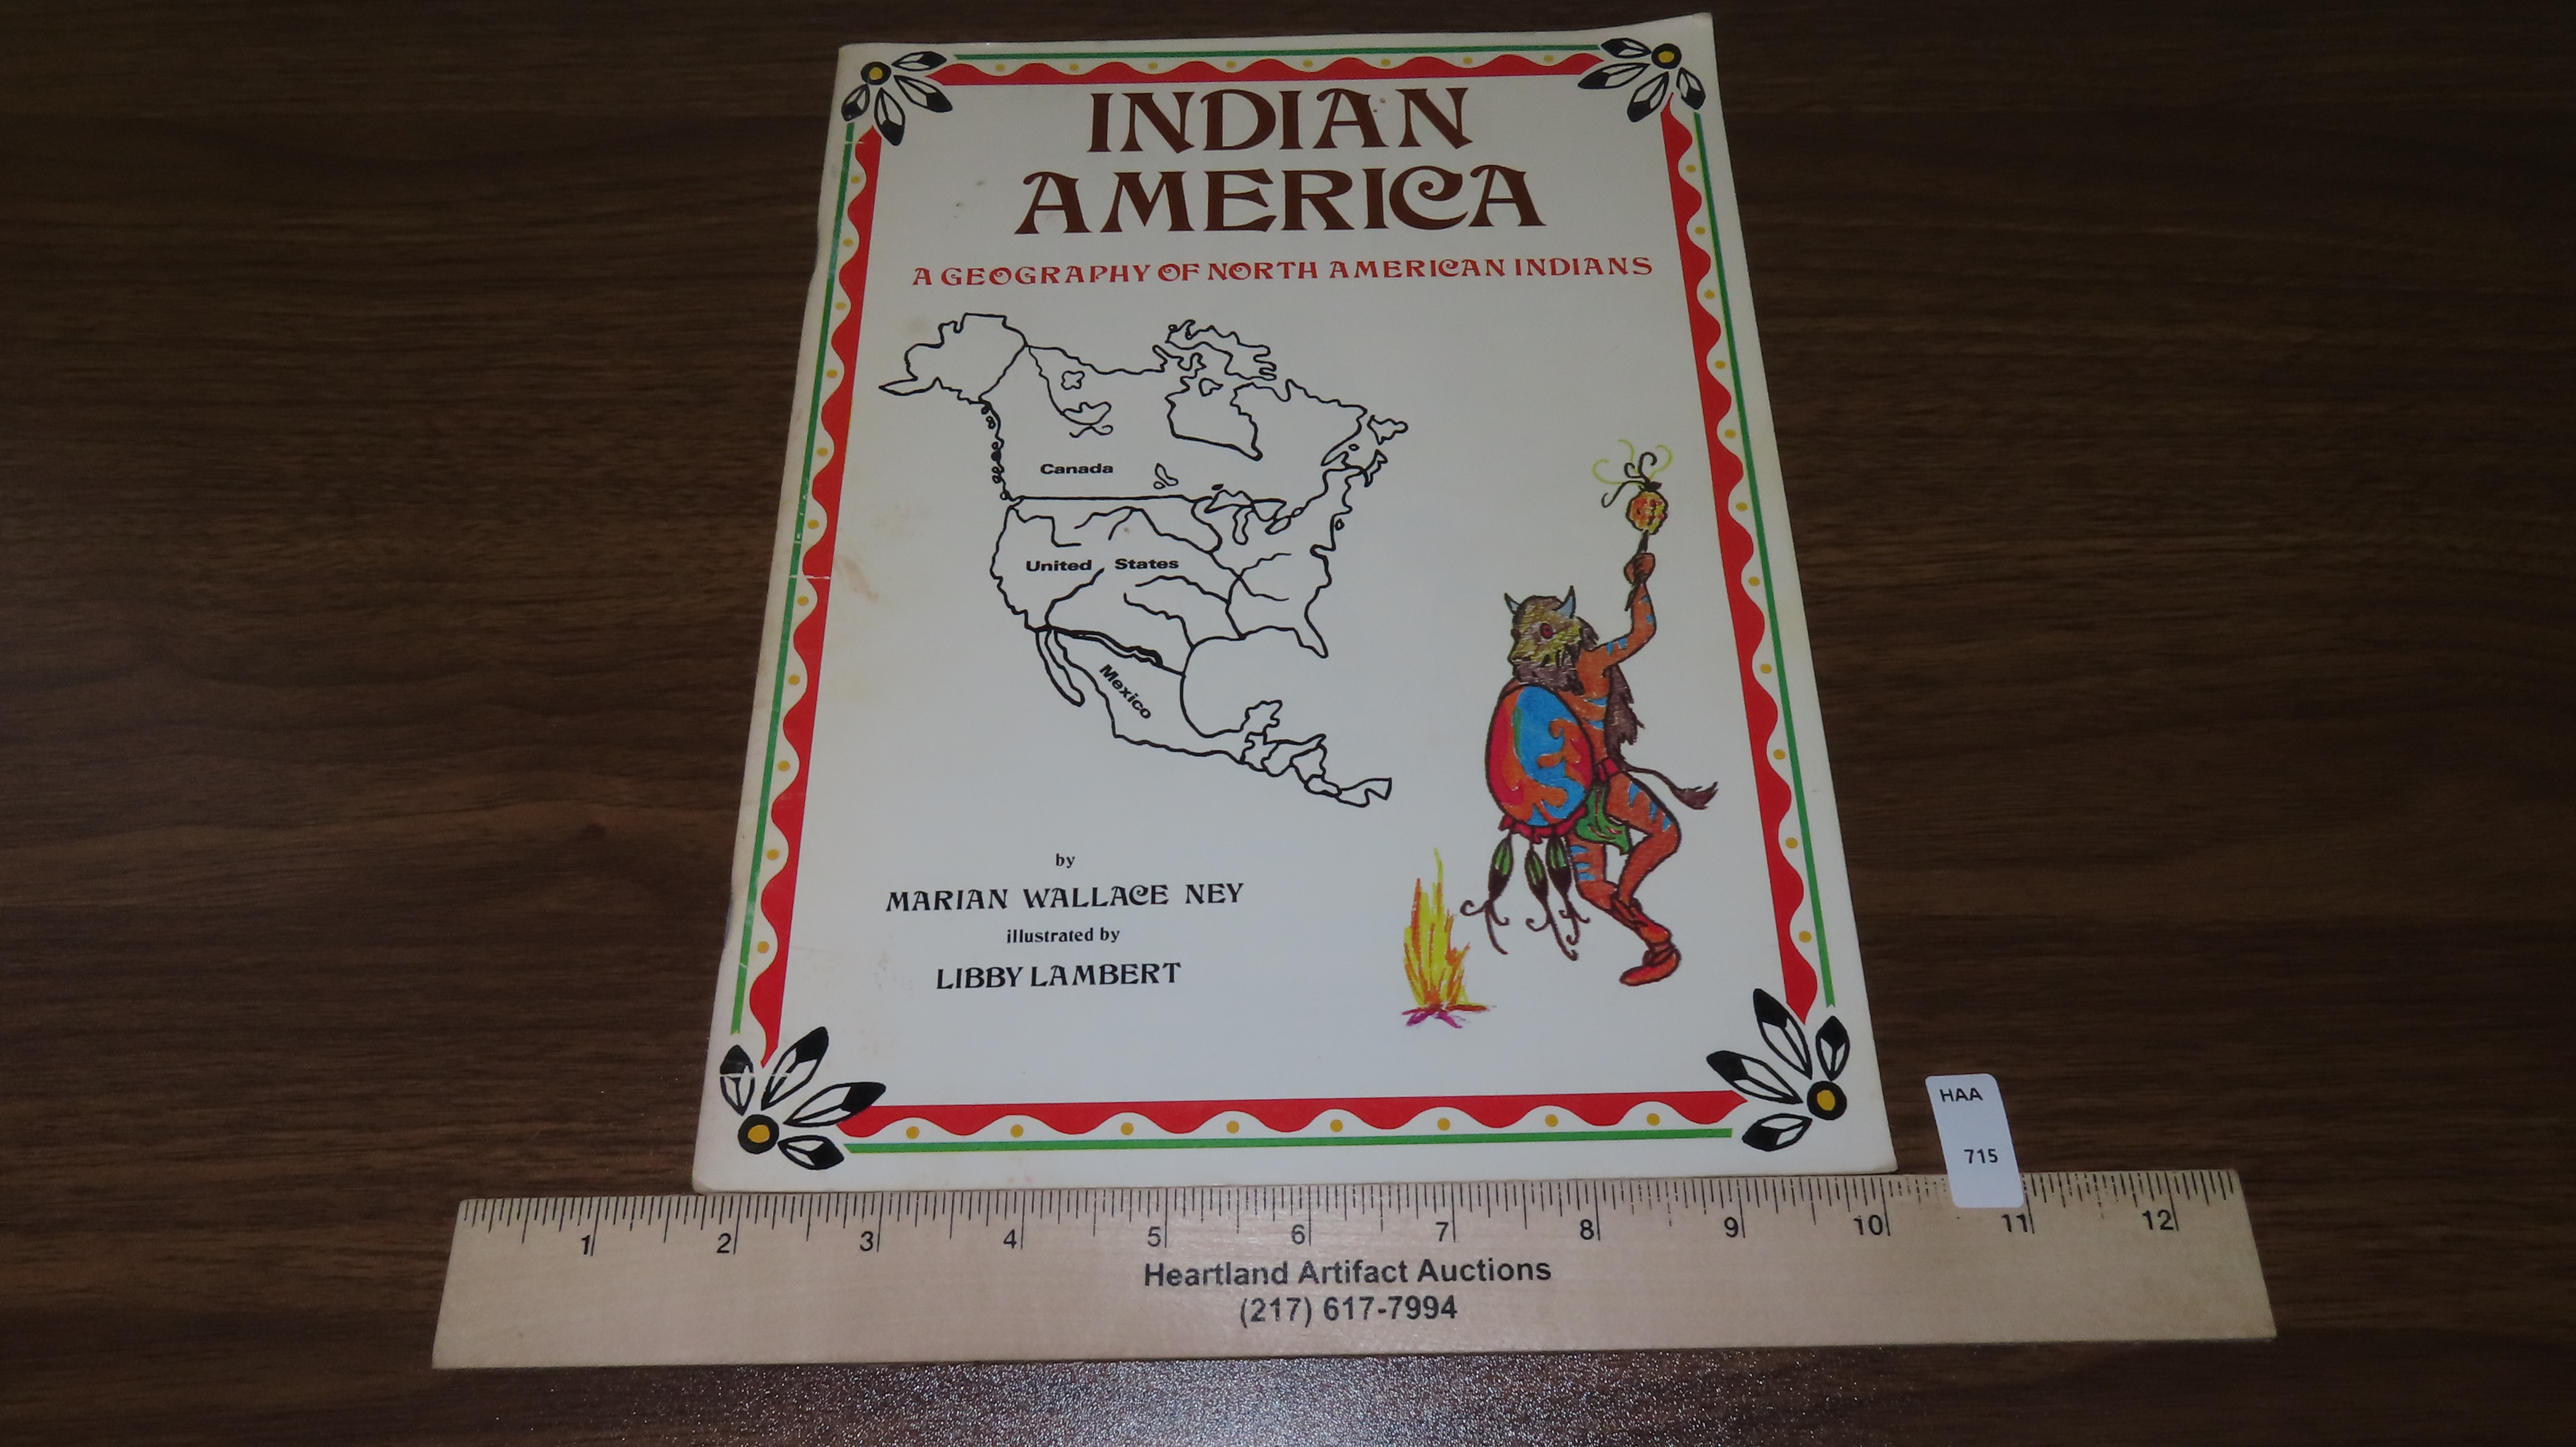 INDIAN
AMERICA
A GEOGRAPHY OF NORTH AMERICAN INDIANS
Canada
United States
Mexico
by
MARIAN WALLACE NEY
illustrated by
LIBBY LAMBERT
HAA
715
1 2 3 4 5 6 7 8 9 10 11 12
Heartland Artifact Auctions
(217) 617-7994